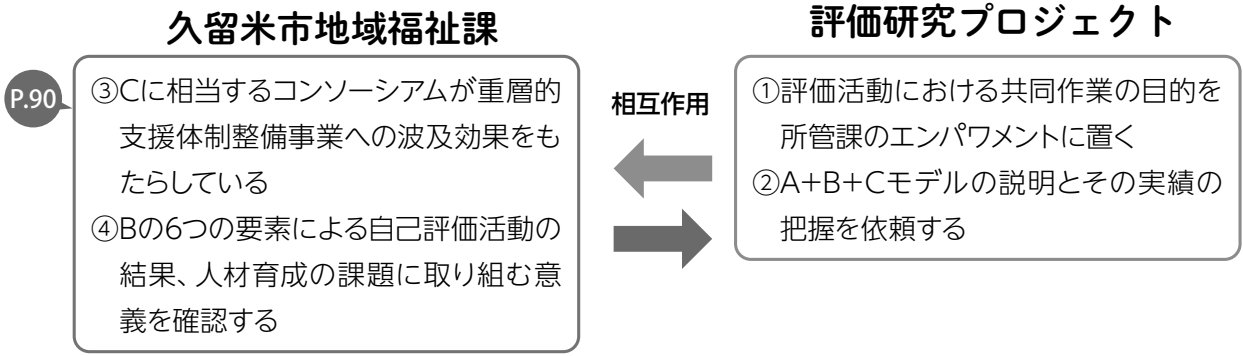 久留米市地域福祉課
P.90
③Cに相当するコンソーシアムが重層的
支援体制整備事業への波及効果をも
たらしている
④Bの6つの要素による自己評価活動の
結果、人材育成の課題に取り組む意
義を確認する
相互作用
評価研究プロジェクト
①評価活動における共同作業の目的を
所管課のエンパワメントに置く
②A+B+Cモデルの説明とその実績の
把握を依頼する